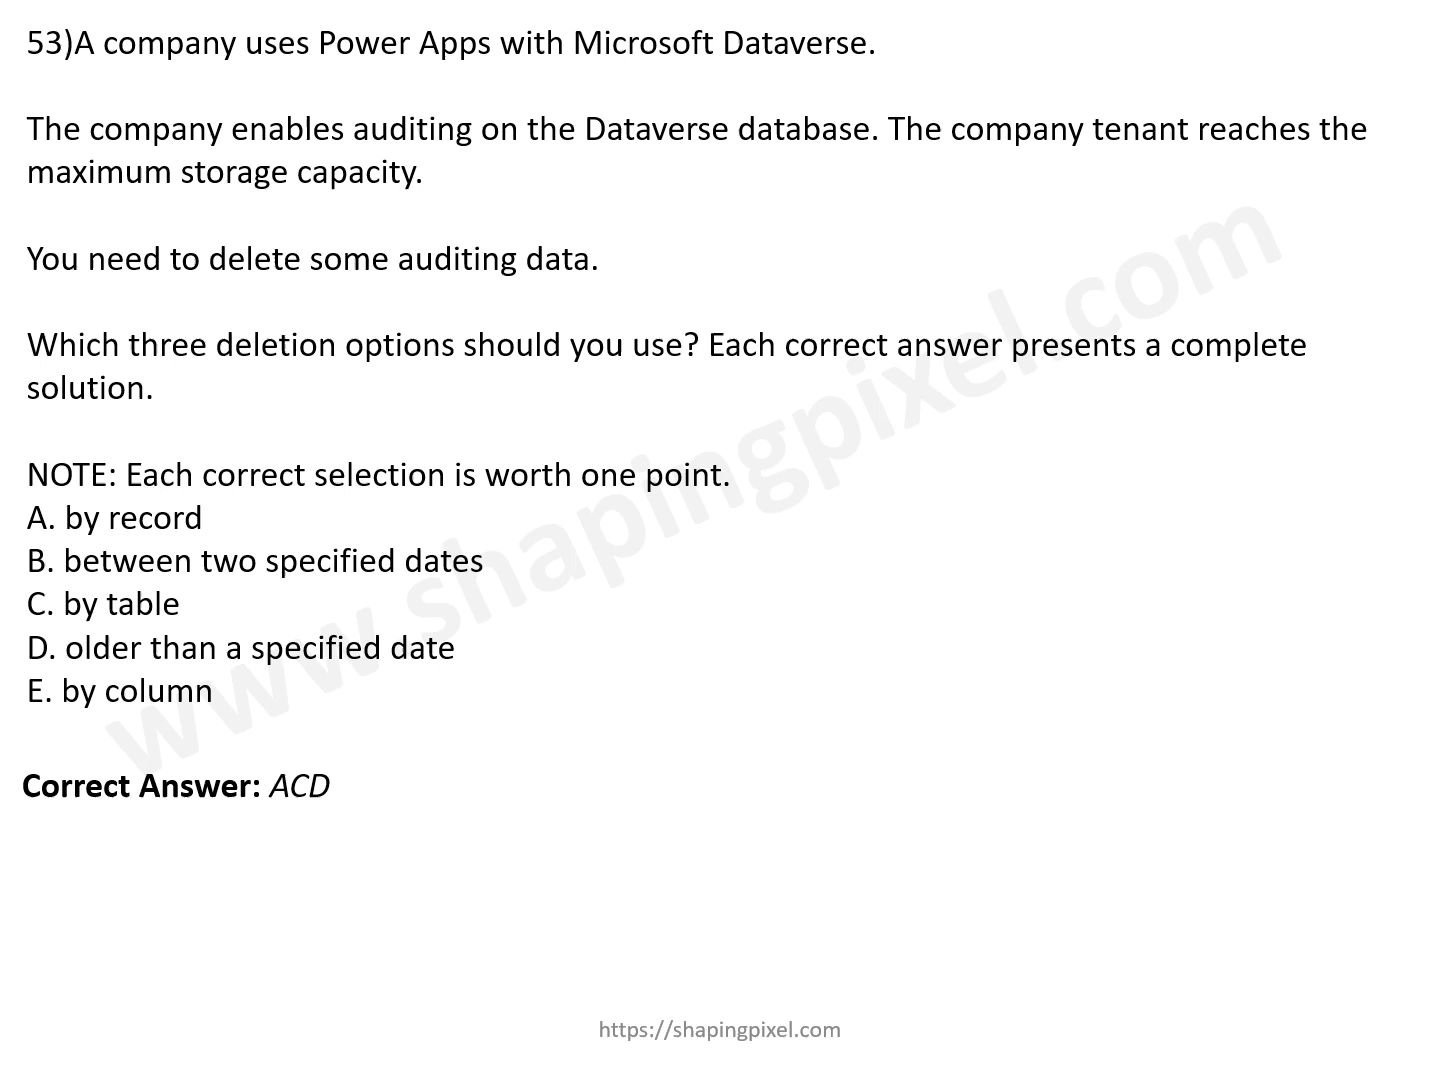 53)A company uses Power Apps with Microsoft Dataverse.
The company enables auditing on the Dataverse database. The company tenant reaches the
maximum storage capacity.
You need to delete some auditing data.
Which three deletion options should you use? Each correct answer presents a complete
solution.
NOTE: Each correct selection is worth one point.
A. by record
B. between two specified dates
C. by table
D. older than a specified date
E. by column
Correct Answer: ACD
www.shapingpixel.com
https://shapingpixel.com